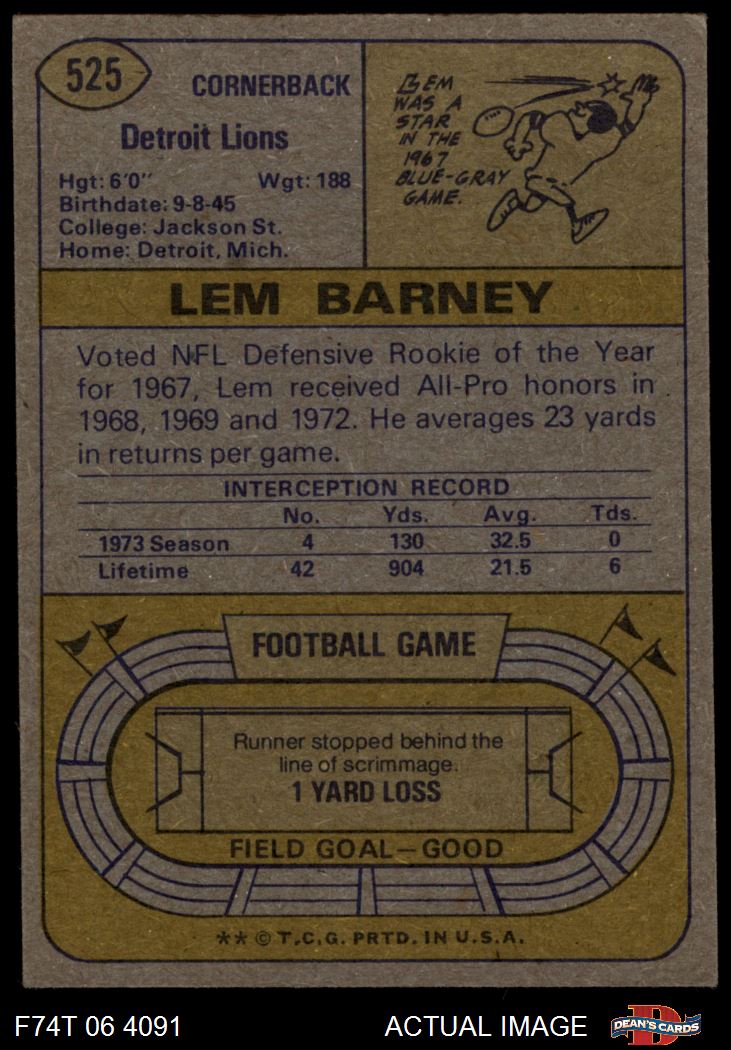 525
CORNERBACK
Detroit Lions
Hgt: 6'0" Wgt: 188
Birthdate: 9-8-45
College: Jackson St.
Home: Detroit, Mich.
LEM
WAS A
STAR
IN THE
1967
BLUE-GRAY
GAME.
LEM BARNEY
Voted NFL Defensive Rookie of the Year
for 1967, Lem received All-Pro honors in
1968, 1969 and 1972. He averages 23 yards
in returns per game.
INTERCEPTION RECORD
No. Yds. Avg. Tds.
1973 Season 4 130 32.5 0
Lifetime 42 904 21.5 6
FOOTBALL GAME
Runner stopped behind the
line of scrimmage.
1 YARD LOSS
FIELD GOAL—GOOD
** © T.C.G. PRTD. IN U.S.A.
F74T 06 4091 ACTUAL IMAGE
D
DEAN'S CARDS